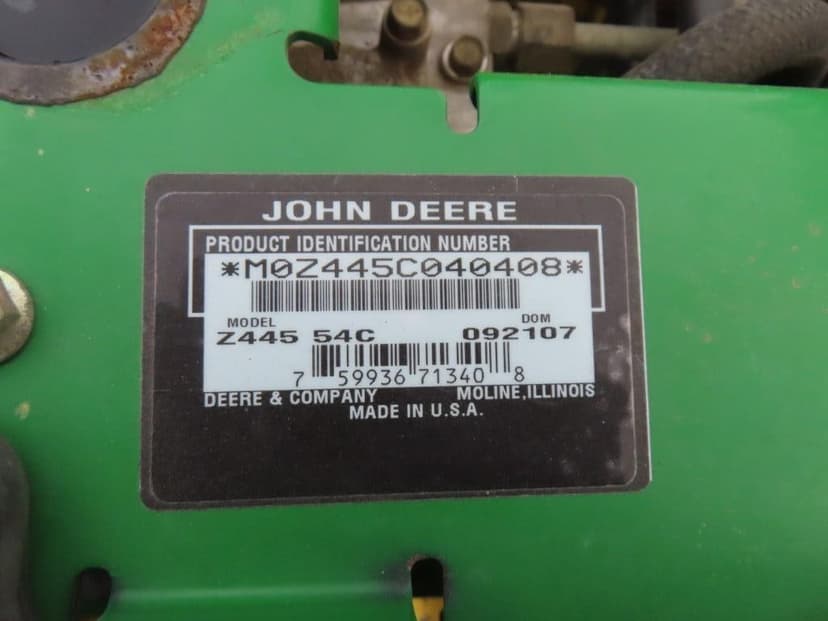 JOHN DEERE
PRODUCT IDENTIFICATION NUMBER
*M0Z445C040408*
MODEL DOM
Z445 54C 092107
7 59936 71340 8
DEERE & COMPANY MOLINE, ILLINOIS
MADE IN U.S.A.